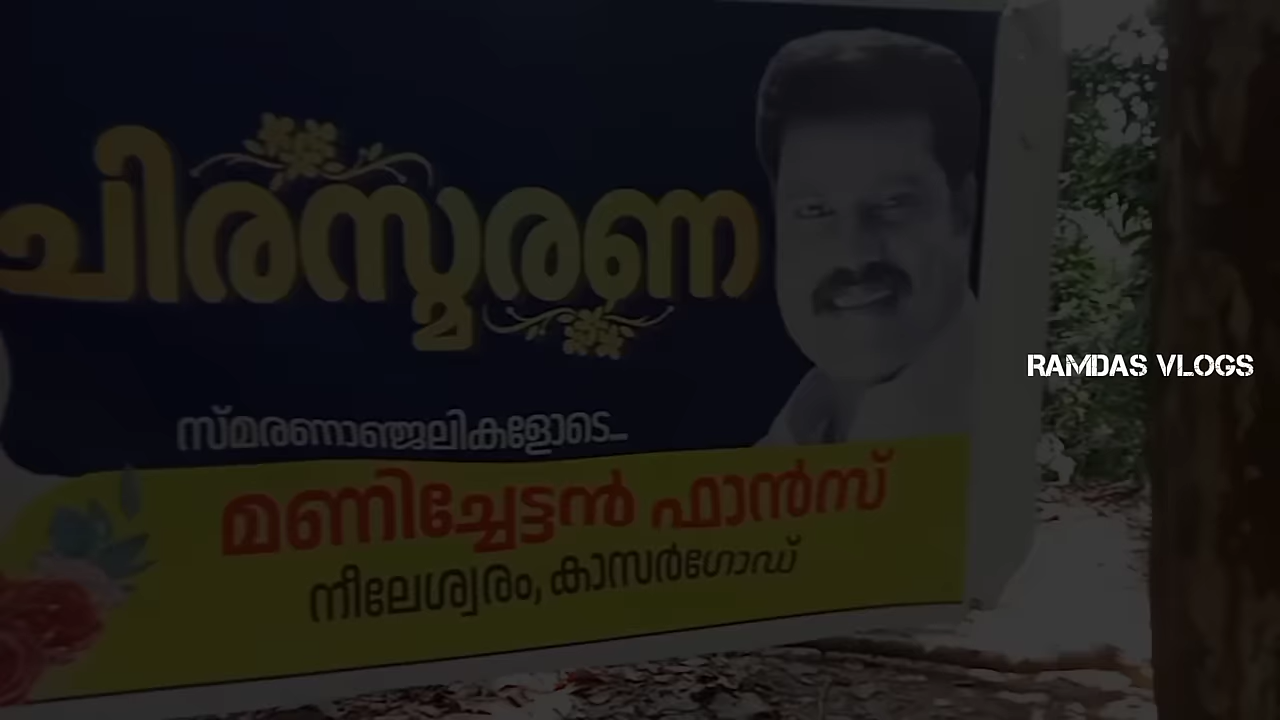 ചിരസ്മരണ
RAMDAS VLOGS
സ്മരണാഞ്ജലികളോടെ...
മണിച്ചേട്ടൻ ഫാൻസ്
നീലേശ്വരം, കാസർഗോഡ്